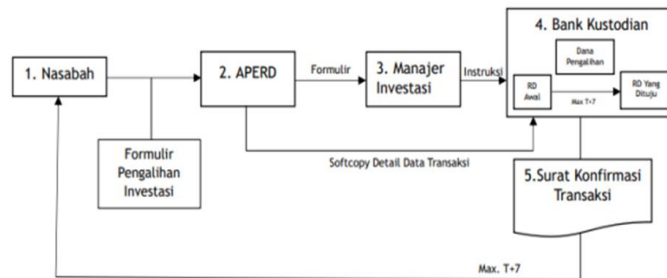 4. Bank Kustodian
Dana
Pengalihan
1. Nasabah
2. APERD
Formulir
3. Manajer
Investasi
Instruksi
RD
Awal
Max T+7
RD Yang
Dituju
Formulir
Pengalihan
Investasi
Softcopy Detail Data Transaksi
5.Surat Konfirmasi
Transaksi
Max. T+7